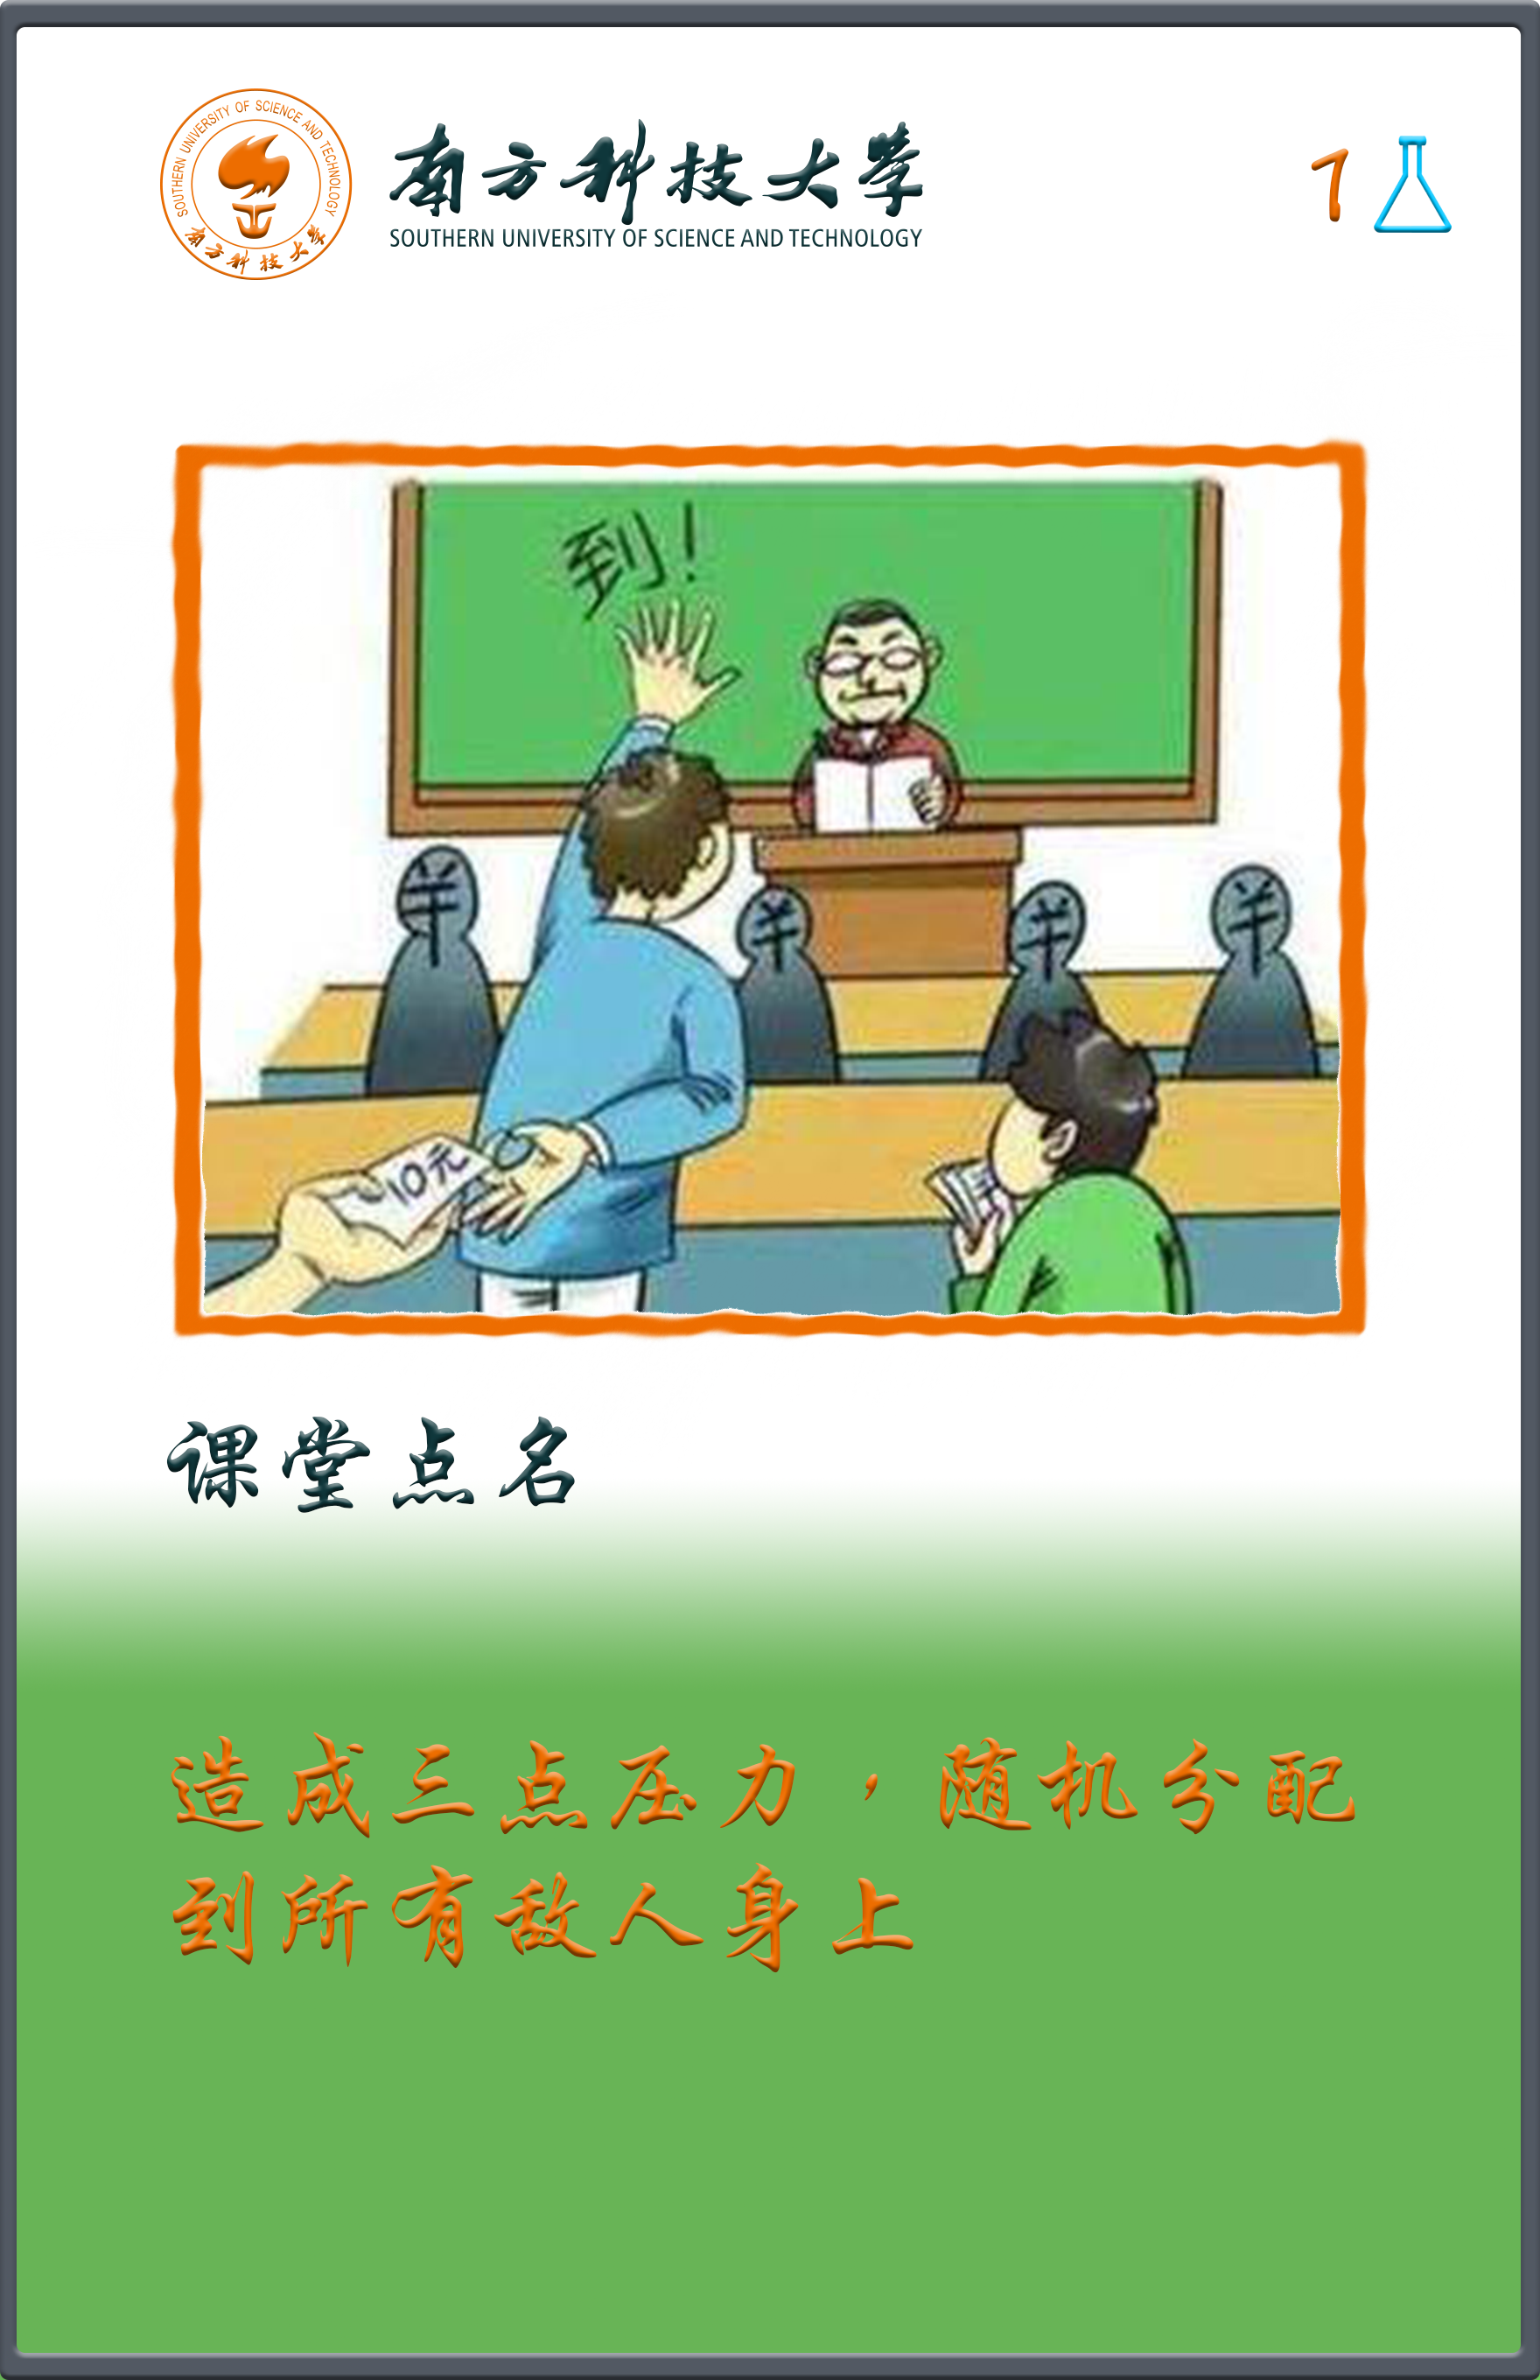 SOUTHERN UNIVERSITY OF SCIENCE AND TECHNOLOGY
南方科技大学
南方科技大学
SOUTHERN UNIVERSITY OF SCIENCE AND TECHNOLOGY
1
到!
羊 羊 羊 羊
10元
课堂点名
造成三点压力，随机分配
到所有敌人身上